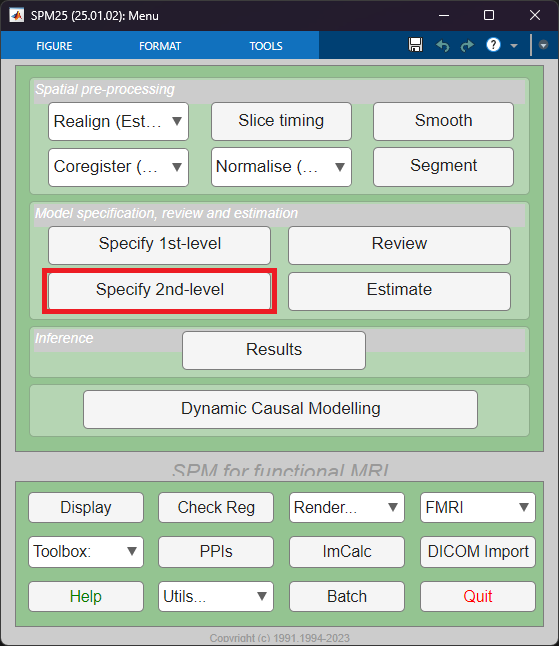 SPM25 (25.01.02): Menu
FIGURE FORMAT TOOLS
Spatial pre-processing
Realign (Est... Slice timing Smooth
Coregister (... Normalise (... Segment
Model specification, review and estimation
Specify 1st-level Review
Specify 2nd-level Estimate
Inference
Results
Dynamic Causal Modelling
SPM for functional MRI
Display Check Reg Render... FMRI
Toolbox: PPIs ImCalc DICOM Import
Help Utils... Batch Quit
Copyright (c) 1991,1994-2023